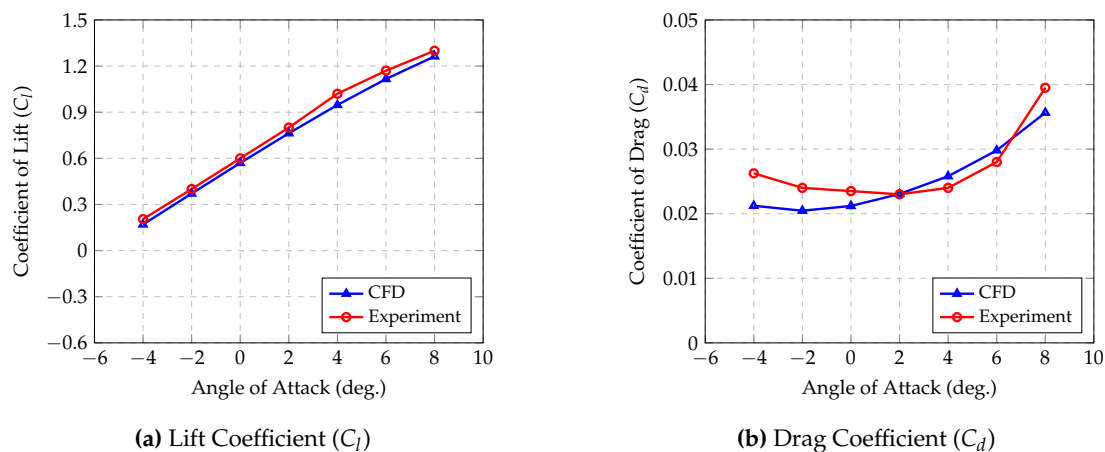 1.5
1.2
0.9
0.6
0.3
0
−0.3
−0.6
Coefficient of Lift (Cl)
CFD
Experiment
−6 −4 −2 0 2 4 6 8 10
Angle of Attack (deg.)
(a) Lift Coefficient (Cl)
0.05
0.04
0.03
0.02
0.01
0
Coefficient of Drag (Cd)
CFD
Experiment
−6 −4 −2 0 2 4 6 8 10
Angle of Attack (deg.)
(b) Drag Coefficient (Cd)